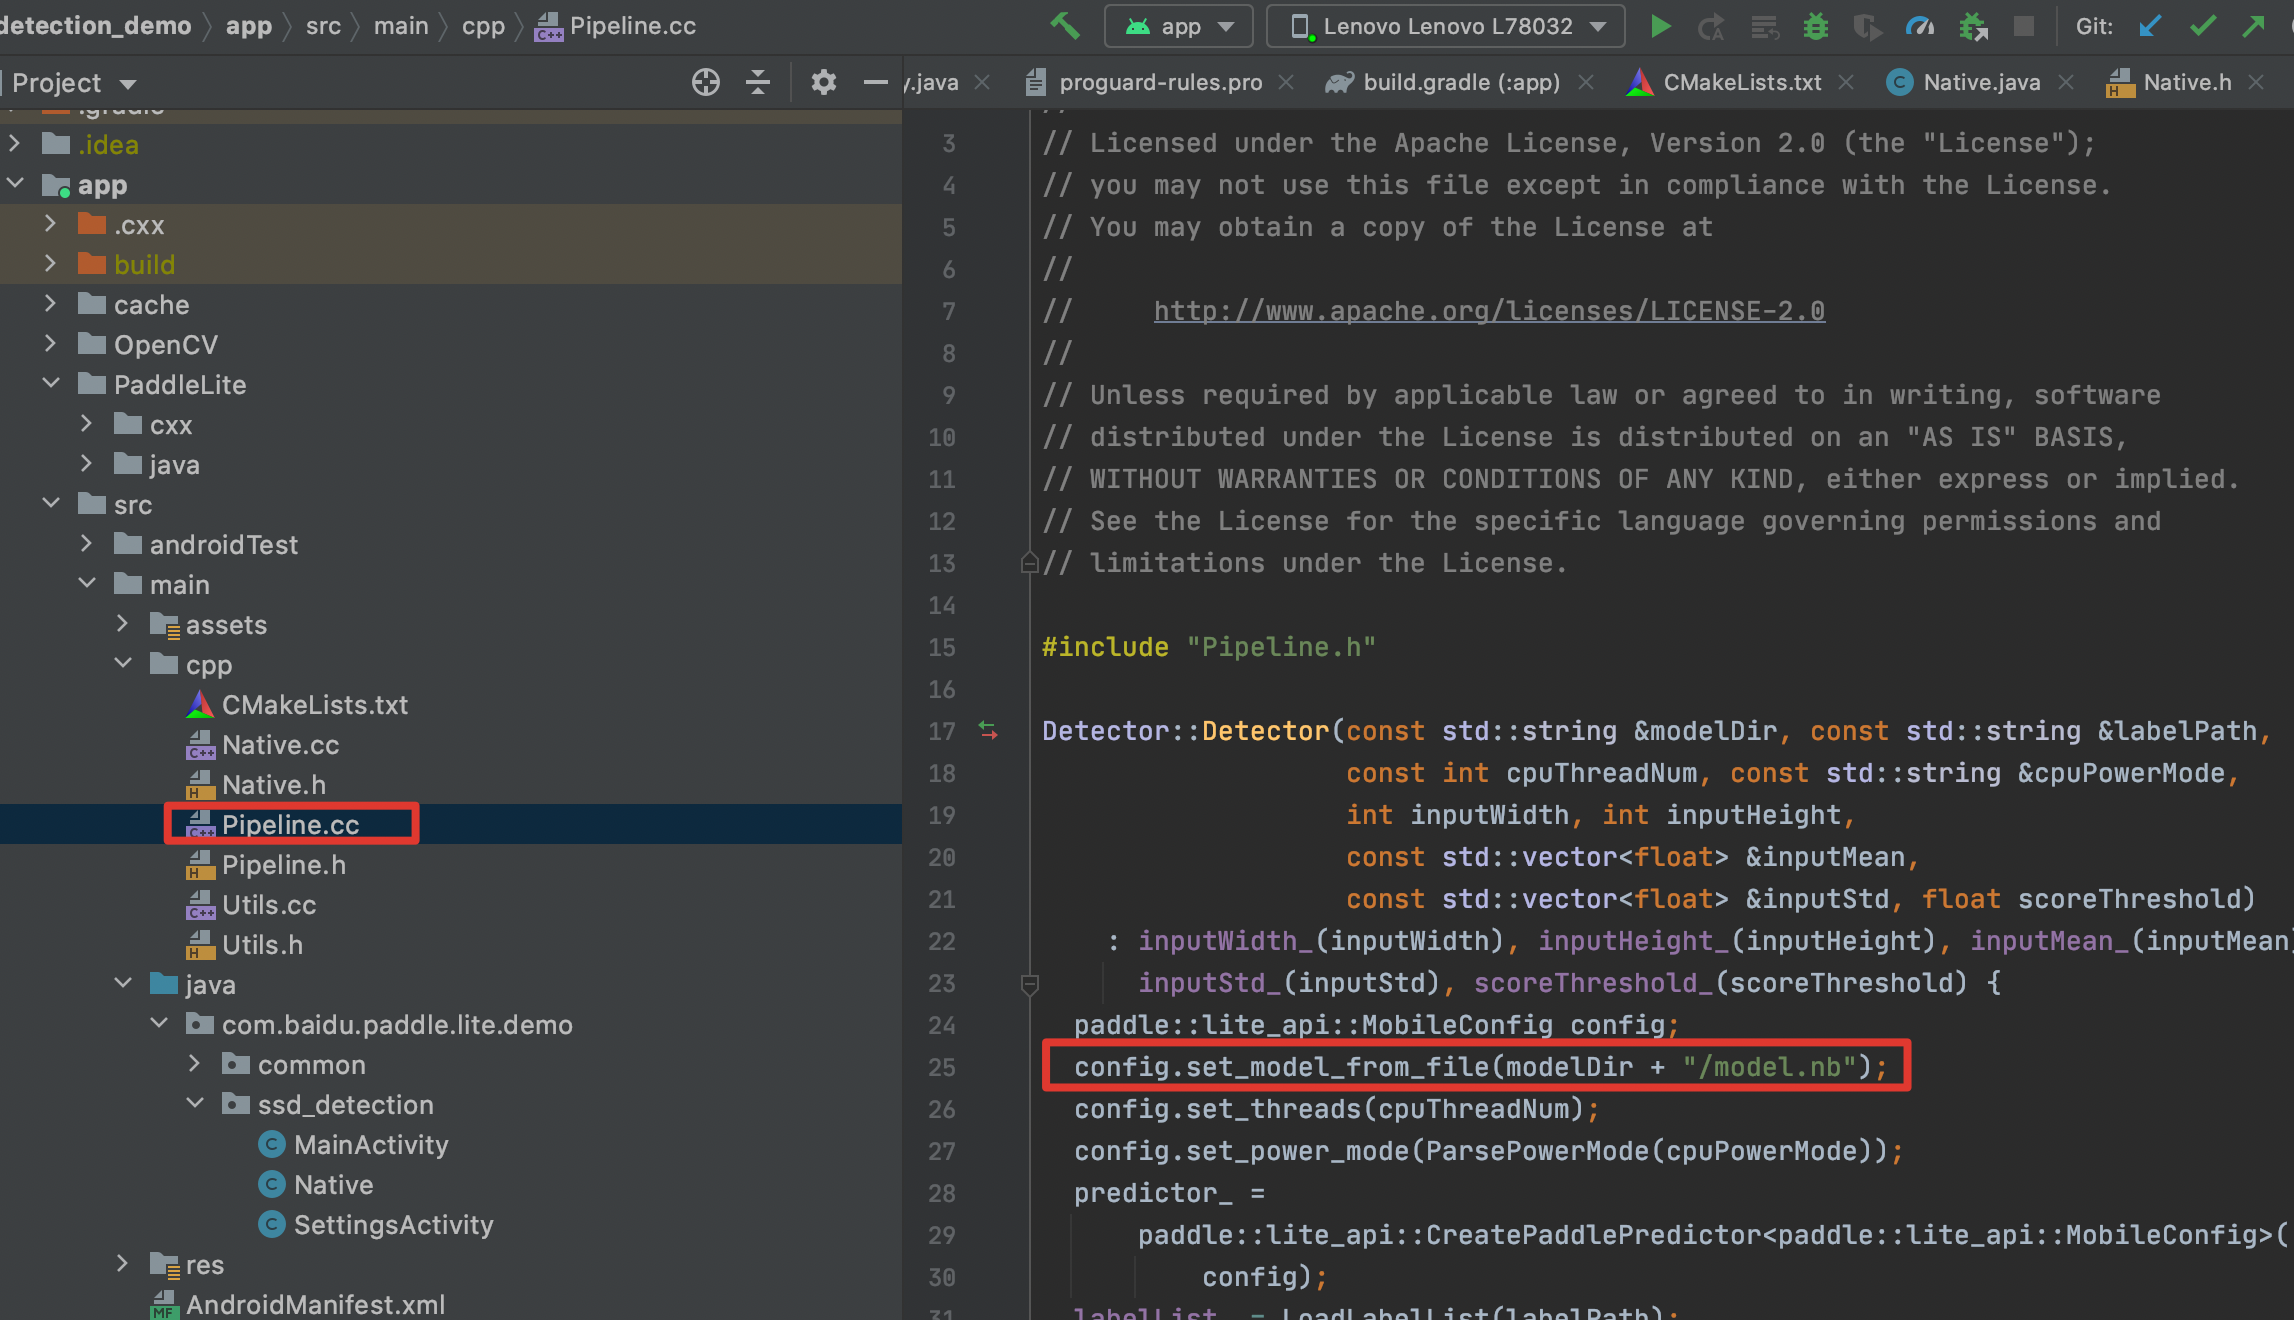 detection_demo app src main cpp Pipeline.cc
app Lenovo Lenovo L78032 Git:
Project
y.java proguard-rules.pro build.gradle (:app) CMakeLists.txt Native.java Native.h
.gradle
.idea
app
.cxx
build
cache
OpenCV
PaddleLite
cxx
java
src
androidTest
main
assets
cpp
CMakeLists.txt
Native.cc
Native.h
Pipeline.cc
Pipeline.h
Utils.cc
Utils.h
java
com.baidu.paddle.lite.demo
common
ssd_detection
MainActivity
Native
SettingsActivity
res
AndroidManifest.xml
//
3 // Licensed under the Apache License, Version 2.0 (the "License");
4 // you may not use this file except in compliance with the License.
5 // You may obtain a copy of the License at
6 //
7 // http://www.apache.org/licenses/LICENSE-2.0
8 //
9 // Unless required by applicable law or agreed to in writing, software
10 // distributed under the License is distributed on an "AS IS" BASIS,
11 // WITHOUT WARRANTIES OR CONDITIONS OF ANY KIND, either express or implied.
12 // See the License for the specific language governing permissions and
13 // limitations under the License.
14
15 #include "Pipeline.h"
16
17 Detector::Detector(const std::string &modelDir, const std::string &labelPath,
18 const int cpuThreadNum, const std::string &cpuPowerMode,
19 int inputWidth, int inputHeight,
20 const std::vector<float> &inputMean,
21 const std::vector<float> &inputStd, float scoreThreshold)
22 : inputWidth_(inputWidth), inputHeight_(inputHeight), inputMean_(inputMean)
23 inputStd_(inputStd), scoreThreshold_(scoreThreshold) {
24 paddle::lite_api::MobileConfig config;
25 config.set_model_from_file(modelDir + "/model.nb");
26 config.set_threads(cpuThreadNum);
27 config.set_power_mode(ParsePowerMode(cpuPowerMode));
28 predictor_ =
29 paddle::lite_api::CreatePaddlePredictor<paddle::lite_api::MobileConfig>(
30 config);
31 labelList_ = LoadLabelList(labelPath);